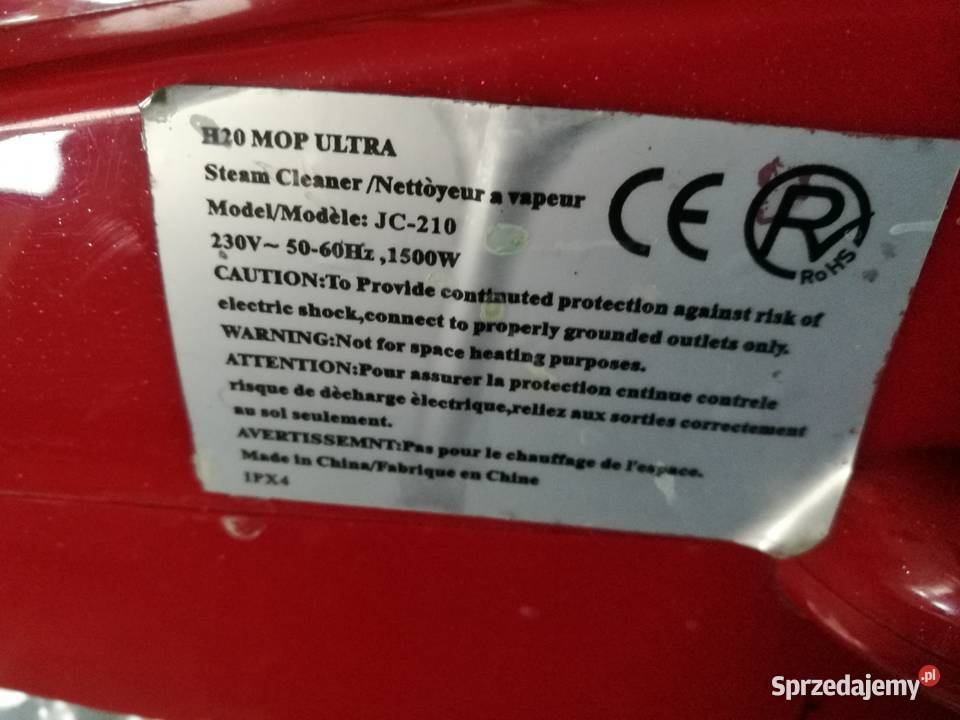 H20 MOP ULTRA
Steam Cleaner/Nettòyeur a vapeur
Model/Modèle: JC-210
230V~ 50-60Hz ,1500W
CAUTION:To Provide continuted protection against risk of
electric shock,connect to properly grounded outlets only.
WARNING:Not for space heating purposes.
ATTENTION:Pour assurer la protection cntinue contrele
risque de dècharge èlectrique,reliez aux sorties correctement
au sol seulement.
AVERTISSEMNT:Pas pour le chauffage de l'espace.
Made in China/Fabrique en Chine
IPX4
CE
RoHS
Sprzedajemy.pl